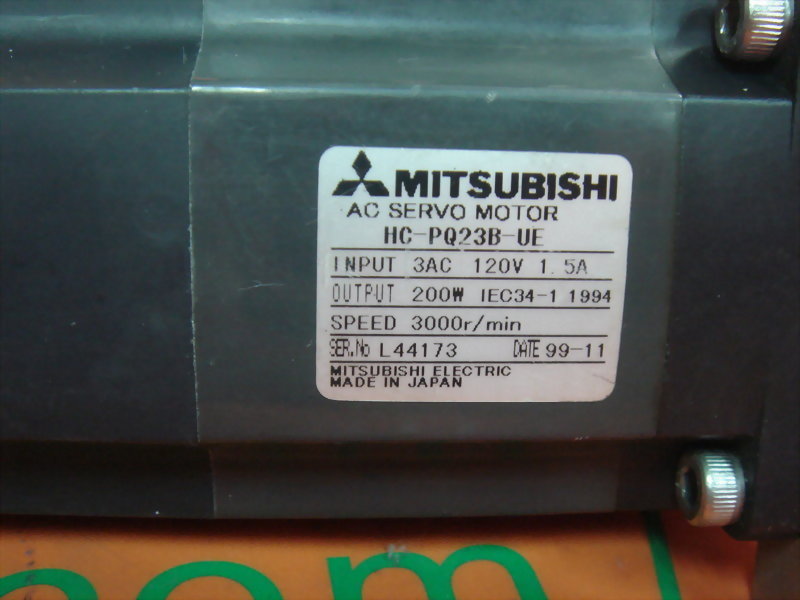 MITSUBISHI
AC SERVO MOTOR
HC-PQ23B-UE
INPUT 3AC 120V 1.5A
OUTPUT 200W IEC34-1 1994
SPEED 3000r/min
SER.No L44173 DATE 99-11
MITSUBISHI ELECTRIC
MADE IN JAPAN